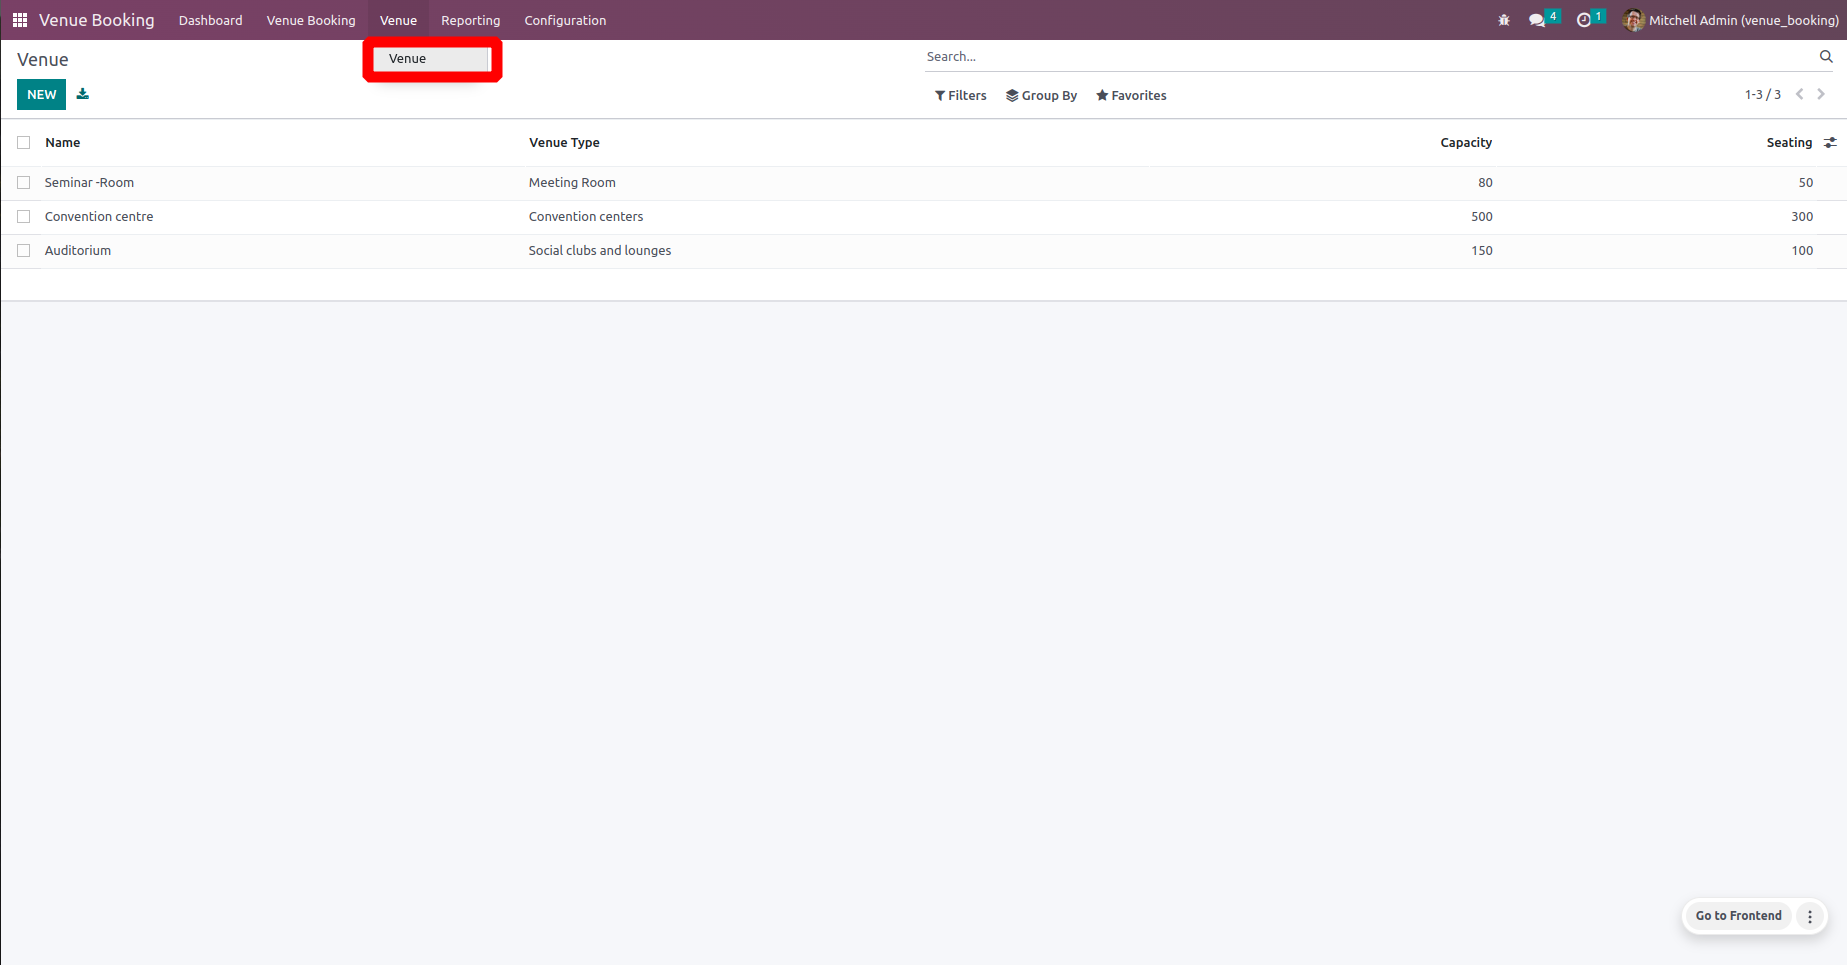 Venue Booking Dashboard Venue Booking Venue Reporting Configuration 4 1 Mitchell Admin (venue_booking)
Venue Venue Search...
NEW Filters Group By Favorites 1-3 / 3
Name Venue Type Capacity Seating
Seminar -Room Meeting Room 80 50
Convention centre Convention centers 500 300
Auditorium Social clubs and lounges 150 100
Go to Frontend